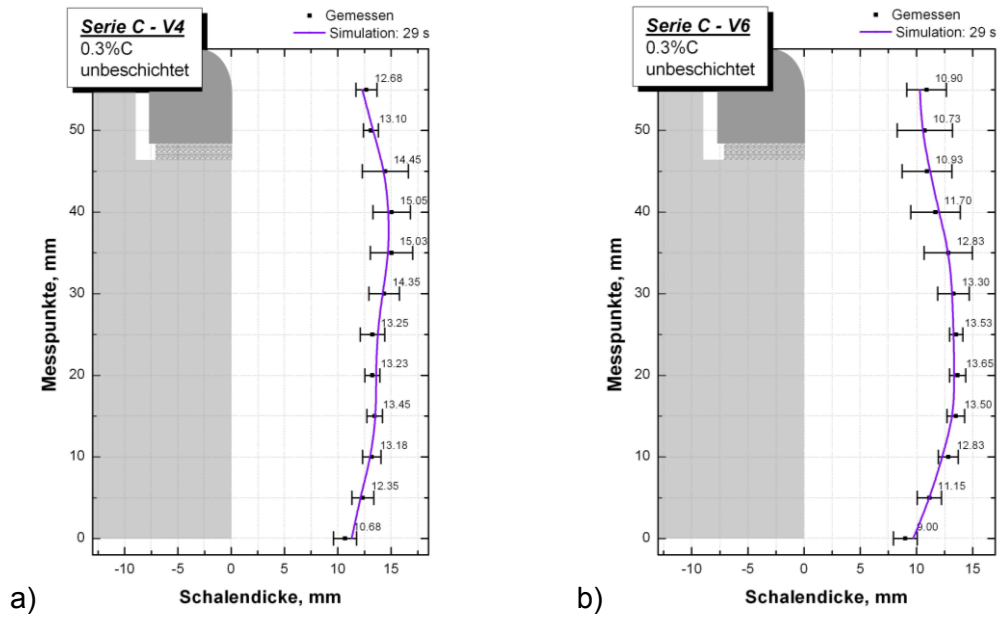 Serie C - V4
0.3%C
unbeschichtet
Gemessen
Simulation: 29 s
12.68
13.10
14.45
15.05
15.03
14.35
13.25
13.23
13.45
13.18
12.35
10.68
50
40
30
20
10
0
Messpunkte, mm
-10 -5 0 5 10 15
Schalendicke, mm
a)
Serie C - V6
0.3%C
unbeschichtet
Gemessen
Simulation: 29 s
10.90
10.73
10.93
11.70
12.83
13.30
13.53
13.65
13.50
12.83
11.15
9.00
50
40
30
20
10
0
Messpunkte, mm
-10 -5 0 5 10 15
Schalendicke, mm
b)